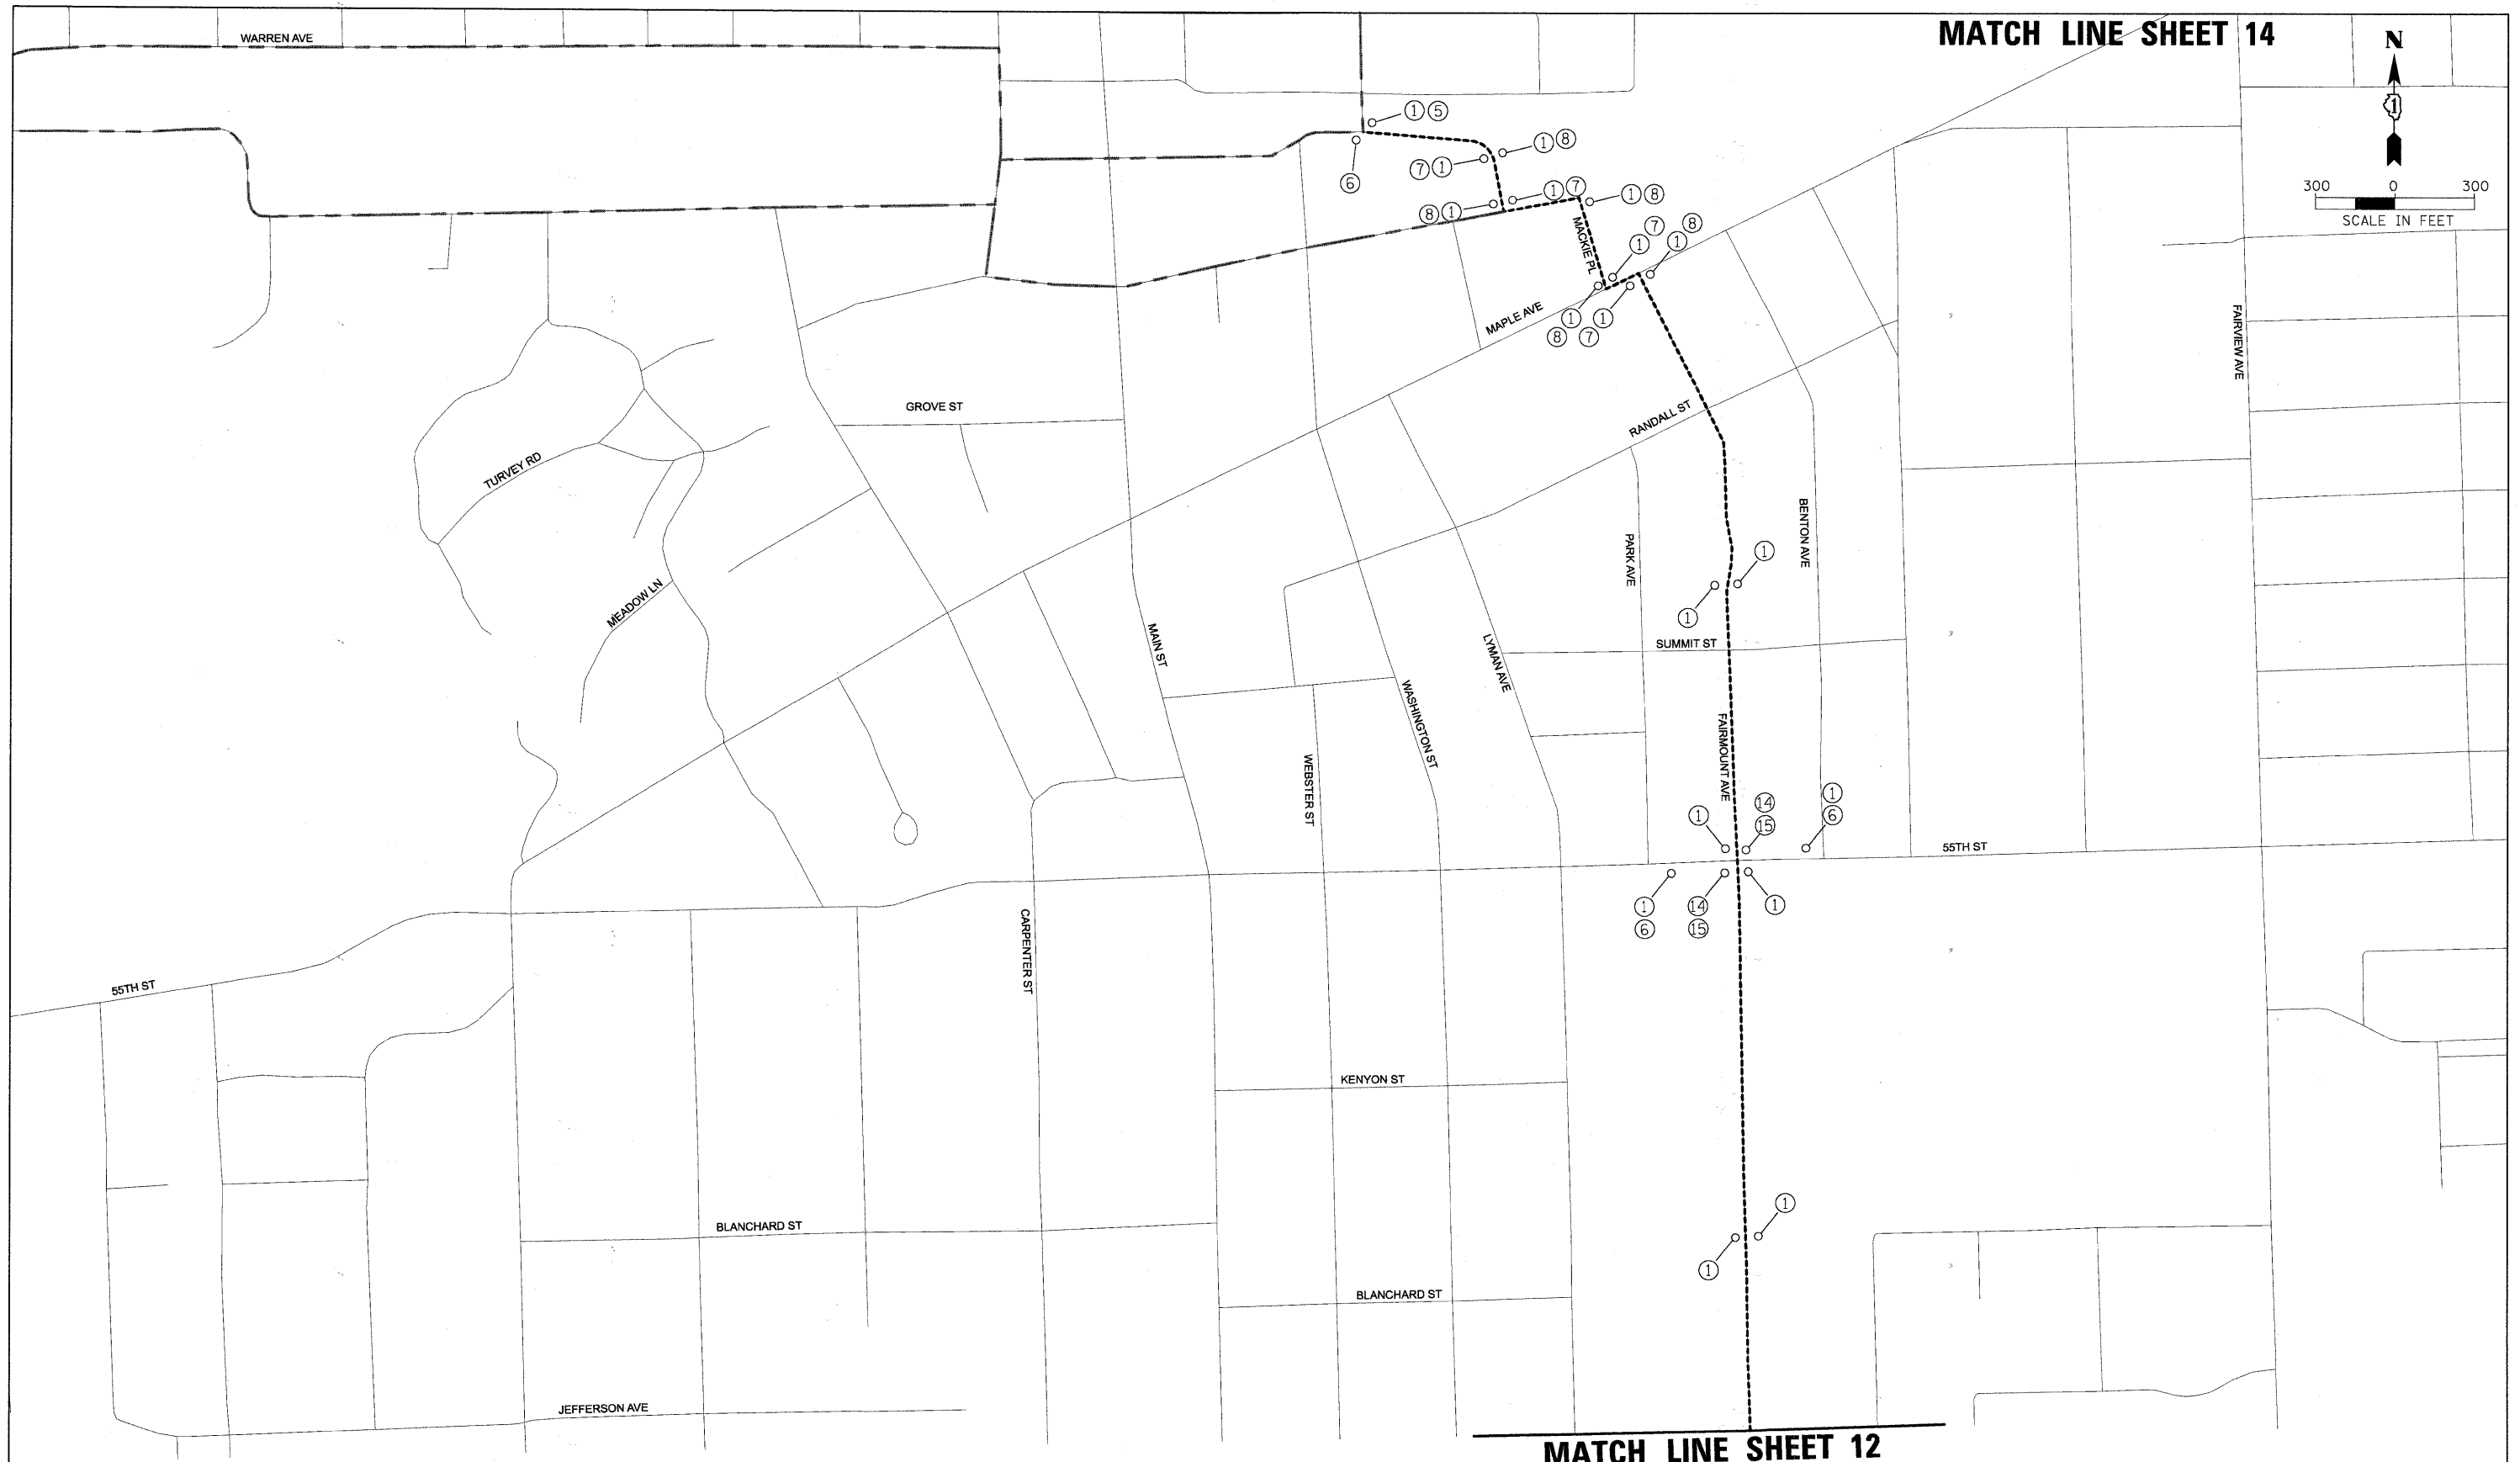 MATCH LINE SHEET 14
WARREN AVE
N
1
300 0 300
SCALE IN FEET
1 5
6
1 8
7 1
1 7
1 8
8 1
MACKIE PL
1 7
1 8
1 1
8 7
MAPLE AVE
FAIRVIEW AVE
GROVE ST
RANDALL ST
TURVEY RD
BENTON AVE
PARK AVE
1
1
MEADOW LN
MAIN ST
LYMAN AVE
SUMMIT ST
WASHINGTON ST
FAIRMOUNT AVE
WEBSTER ST
1
14
15
1
6
55TH ST
1
6
14
15
1
CARPENTER ST
55TH ST
KENYON ST
1
BLANCHARD ST
1
BLANCHARD ST
JEFFERSON AVE
MATCH LINE SHEET 12